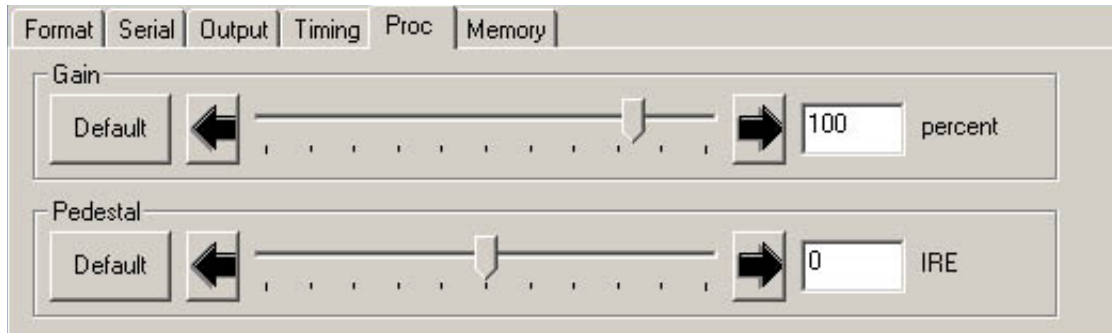 Format Serial Output Timing Proc Memory
Gain
Default 100 percent
Pedestal
Default 0 IRE